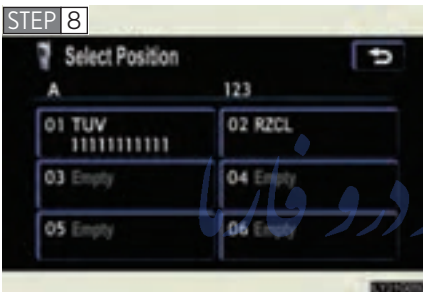 STEP 8
Select Position
A 123
01 TUV 02 RZCL
11111111111
03 Empty 04 Empty
05 Empty 06 Empty